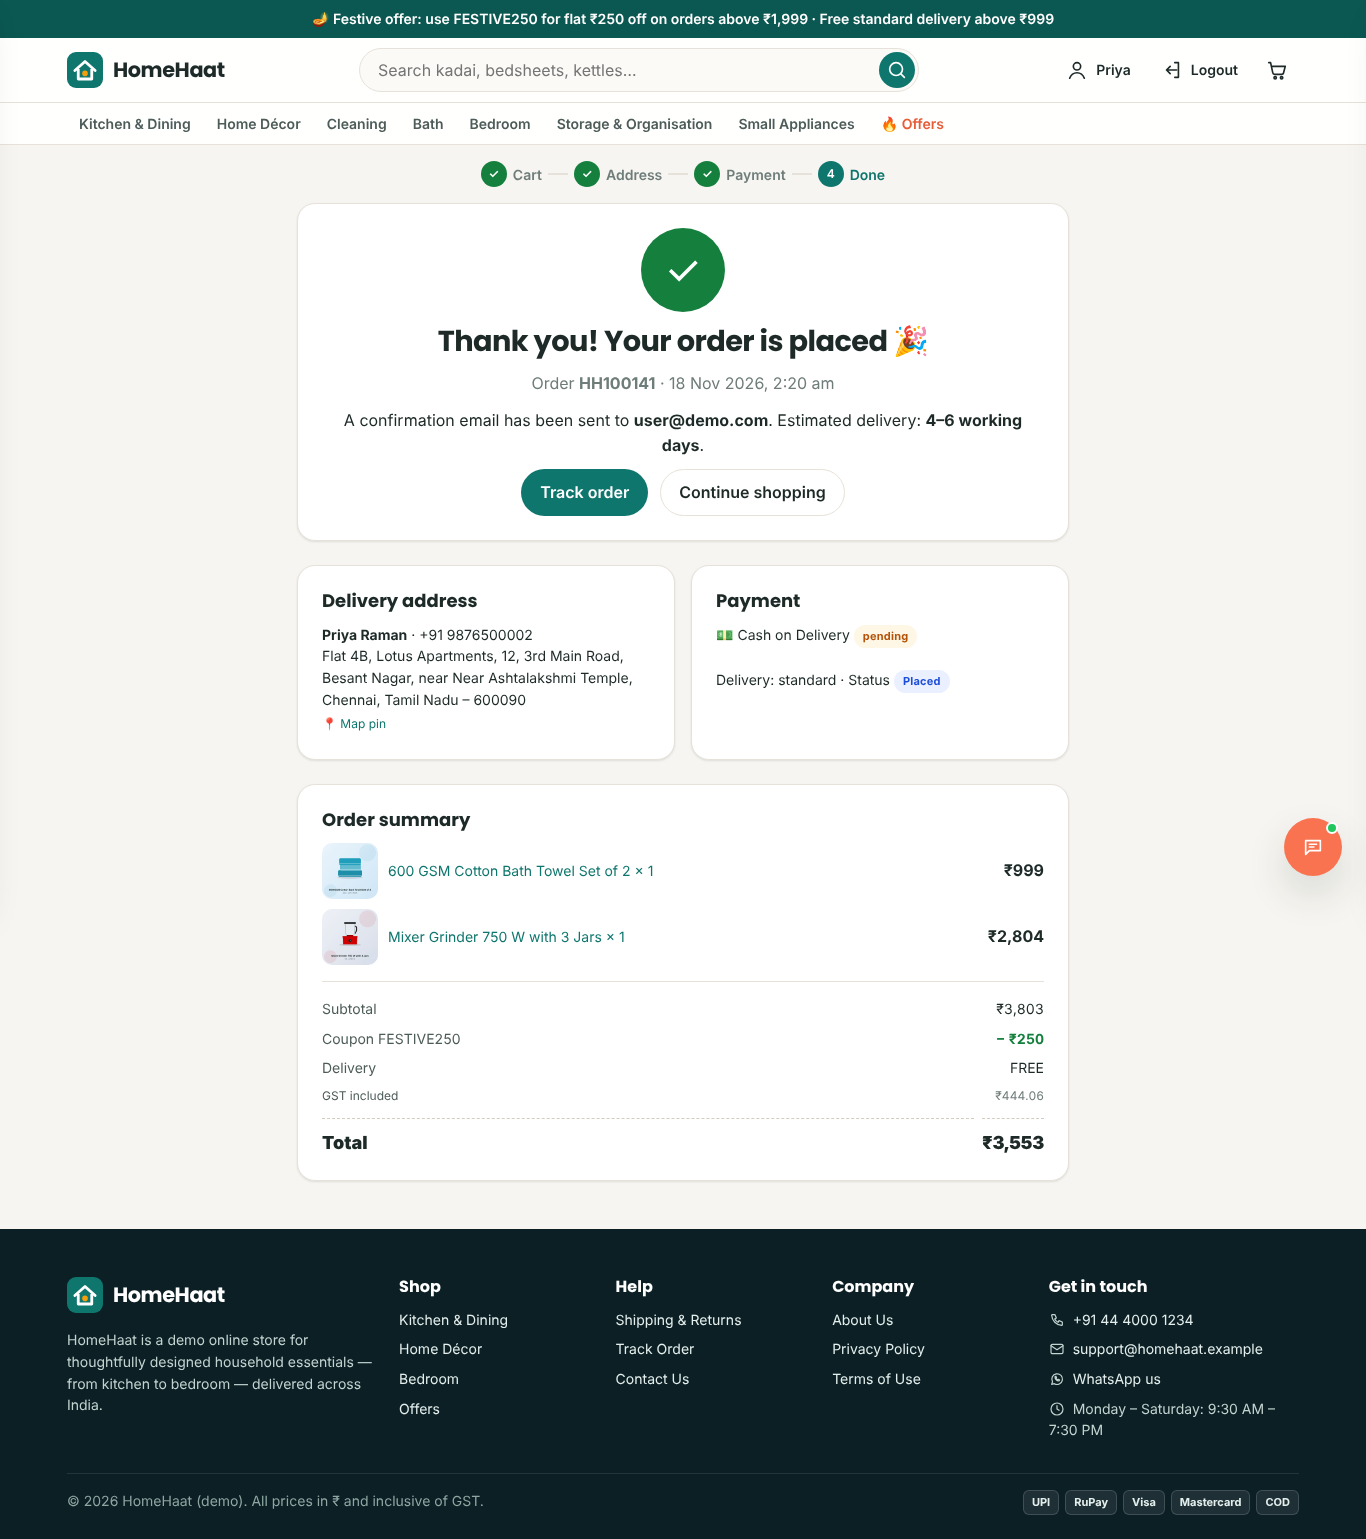 🪔 Festive offer: use FESTIVE250 for flat ₹250 off on orders above ₹1,999 · Free standard delivery above ₹999
HomeHaat
Search kadai, bedsheets, kettles...
Priya
Logout
Kitchen & Dining
Home Décor
Cleaning
Bath
Bedroom
Storage & Organisation
Small Appliances
🔥 Offers
Cart
Address
Payment
4 Done
Thank you! Your order is placed 🎉
Order HH100141 · 18 Nov 2026, 2:20 am
A confirmation email has been sent to user@demo.com. Estimated delivery: 4–6 working
days.
Track order
Continue shopping
Delivery address
Priya Raman · +91 9876500002
Flat 4B, Lotus Apartments, 12, 3rd Main Road,
Besant Nagar, near Near Ashtalakshmi Temple,
Chennai, Tamil Nadu – 600090
📍 Map pin
Payment
💵 Cash on Delivery pending
Delivery: standard · Status Placed
Order summary
600 GSM Cotton Bath Towel Set of 2 × 1 ₹999
Mixer Grinder 750 W with 3 Jars × 1 ₹2,804
Subtotal ₹3,803
Coupon FESTIVE250 − ₹250
Delivery FREE
GST included ₹444.06
Total ₹3,553
HomeHaat
HomeHaat is a demo online store for
thoughtfully designed household essentials —
from kitchen to bedroom — delivered across
India.
Shop
Kitchen & Dining
Home Décor
Bedroom
Offers
Help
Shipping & Returns
Track Order
Contact Us
Company
About Us
Privacy Policy
Terms of Use
Get in touch
+91 44 4000 1234
support@homehaat.example
WhatsApp us
Monday – Saturday: 9:30 AM –
7:30 PM
© 2026 HomeHaat (demo). All prices in ₹ and inclusive of GST.
UPI
RuPay
Visa
Mastercard
COD